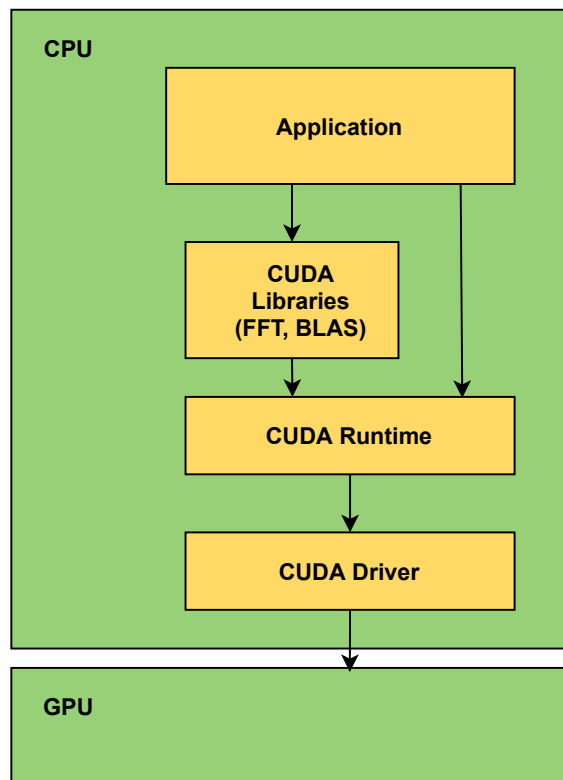 CPU
Application
CUDA
Libraries
(FFT, BLAS)
CUDA Runtime
CUDA Driver
GPU